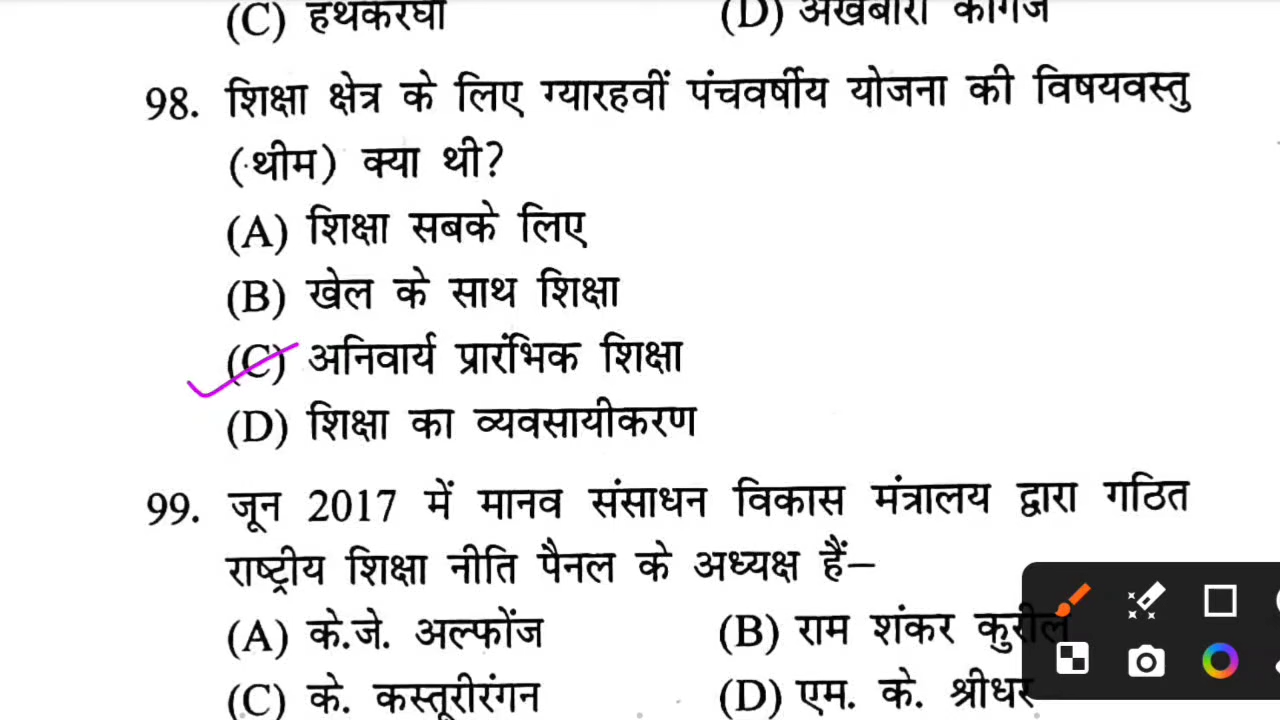 (C) हथकरघा (D) अखबारी कागज
98. शिक्षा क्षेत्र के लिए ग्यारहवीं पंचवर्षीय योजना की विषयवस्तु
(थीम) क्या थी?
(A) शिक्षा सबके लिए
(B) खेल के साथ शिक्षा
(C) अनिवार्य प्रारंभिक शिक्षा
(D) शिक्षा का व्यवसायीकरण
99. जून 2017 में मानव संसाधन विकास मंत्रालय द्वारा गठित
राष्ट्रीय शिक्षा नीति पैनल के अध्यक्ष हैं–
(A) के.जे. अल्फोंज (B) राम शंकर कुरील
(C) के. कस्तूरीरंगन (D) एम. के. श्रीधर